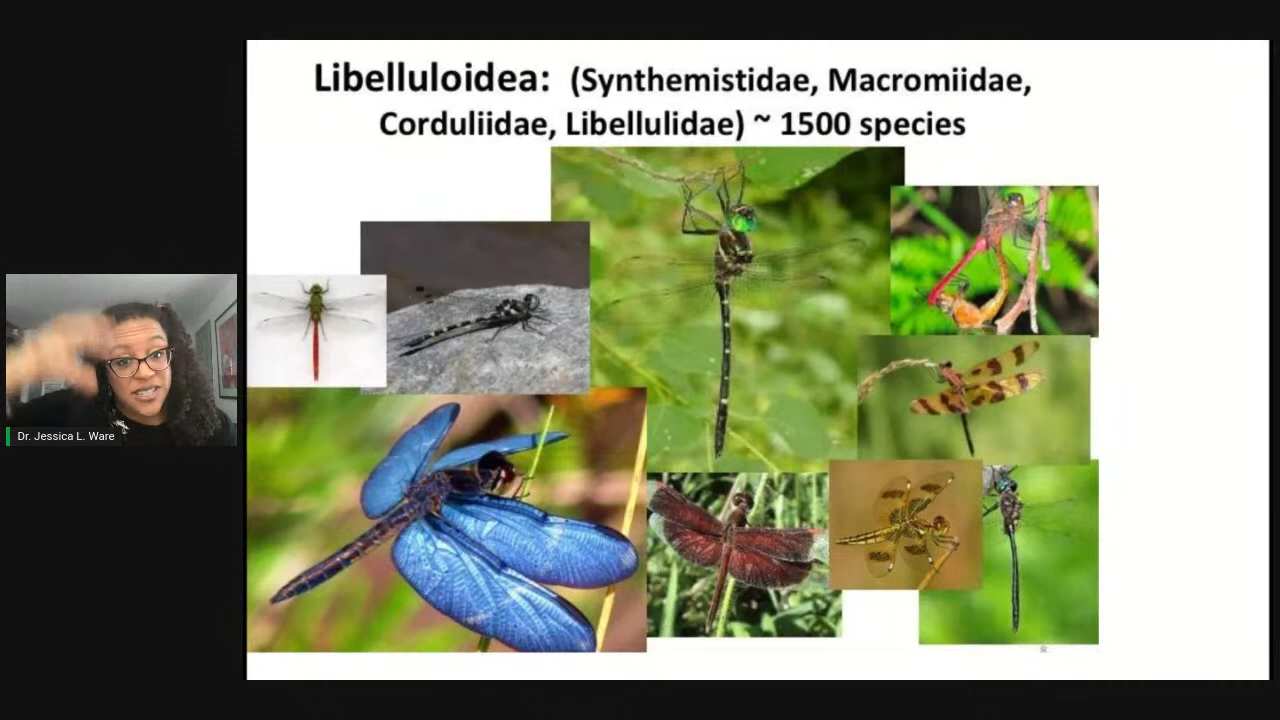 Libelluloidea: (Synthemistidae, Macromiidae,
Corduliidae, Libellulidae) ~ 1500 species
Dr. Jessica L. Ware